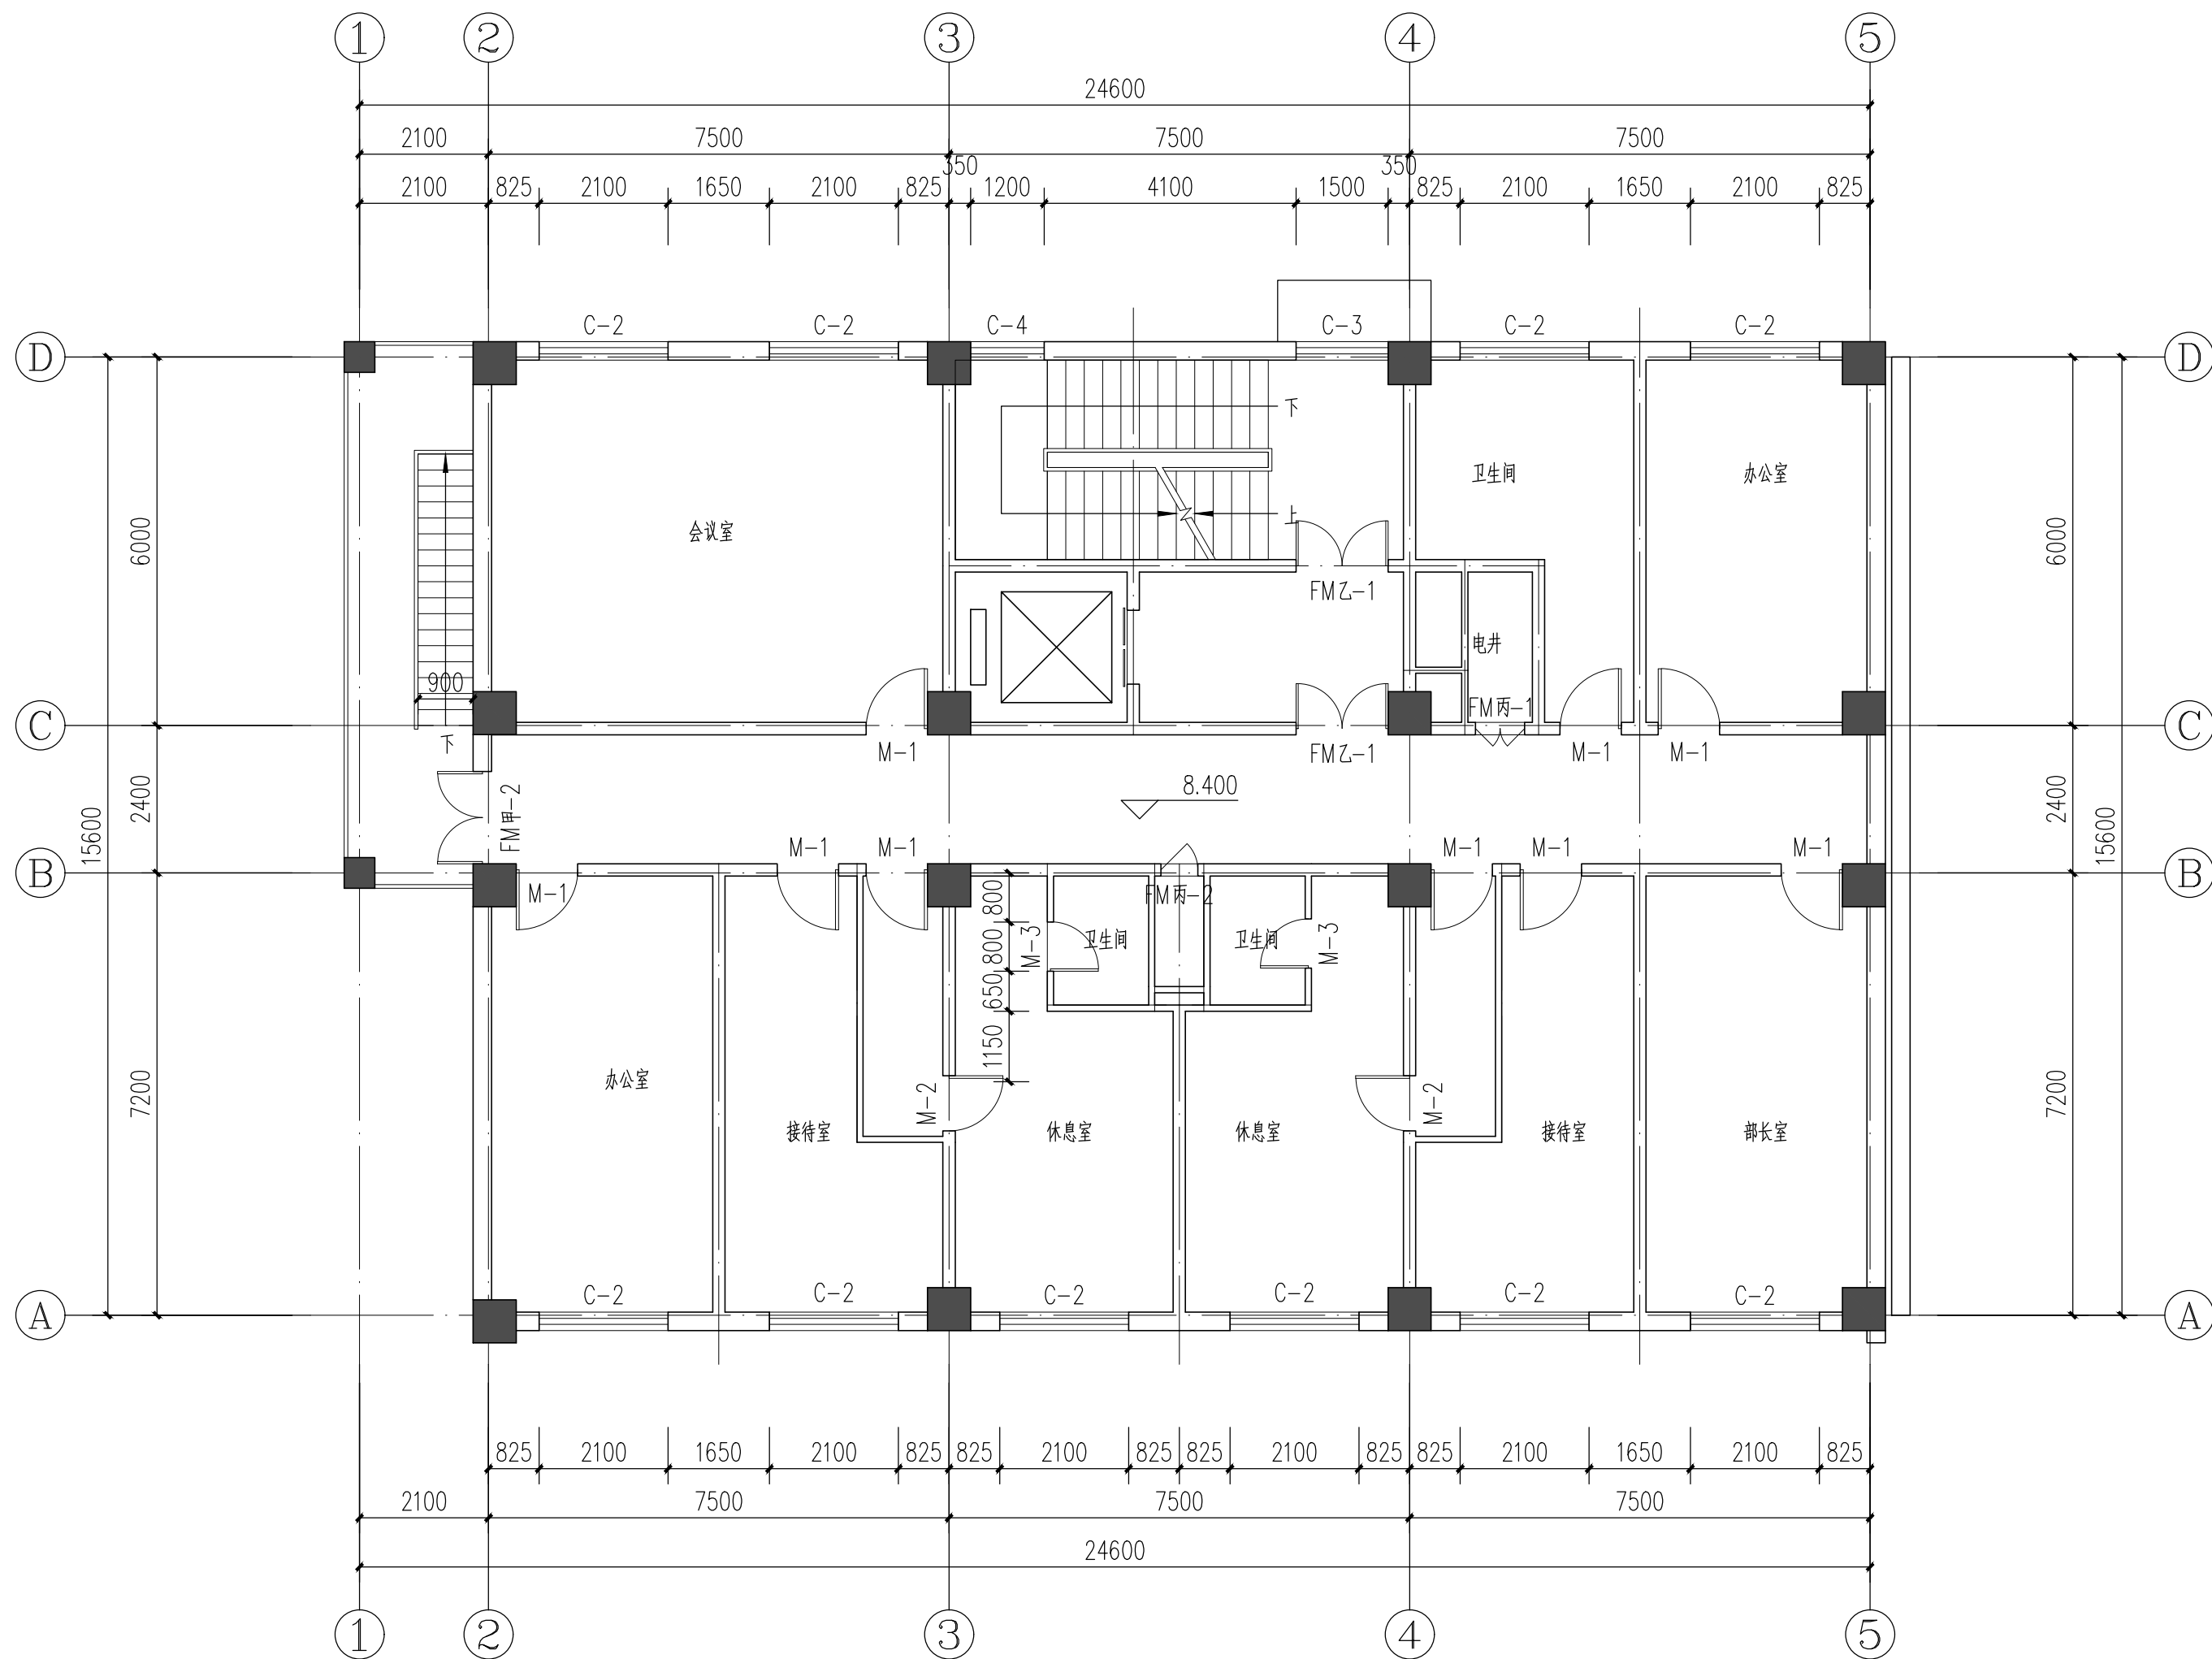 1 2 3 4 5
24600
2100 7500 7500 7500
350 350
2100 825 2100 1650 2100 825 1200 4100 1500 825 2100 1650 2100 825
C-2 C-2 C-4 C-3 C-2 C-2
D D
下
卫生间 办公室
上
会议室
6000 6000
FM乙-1
电井
900
FM丙-1
C C
下 M-1 FM乙-1 M-1 M-1
8.400
2400 2400
FM甲-2
15600 15600
M-1 M-1 M-1 M-1 M-1
B B
M-1 FM丙-2
800
M-3 卫生间 卫生间 M-3
800
650
1150
7200 7200
办公室
M-2 M-2
接待室 休息室 休息室 接待室 部长室
C-2 C-2 C-2 C-2 C-2 C-2
A A
825 2100 1650 2100 825 825 2100 825 825 2100 825 825 2100 1650 2100 825
2100 7500 7500 7500
24600
1 2 3 4 5